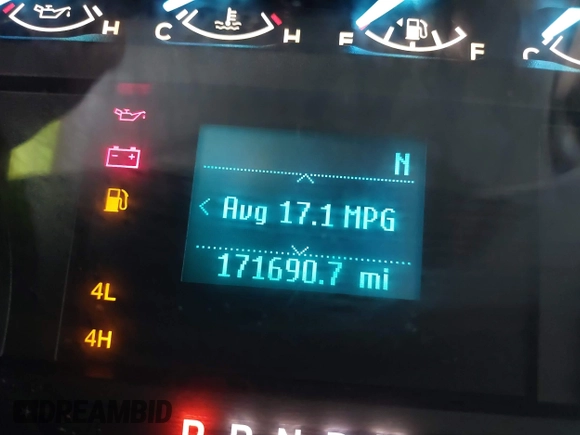 H
C
H
E
F
C
N
< Avg 17.1 MPG
171690.7 mi
4L
4H
DREAMBID
P R N D